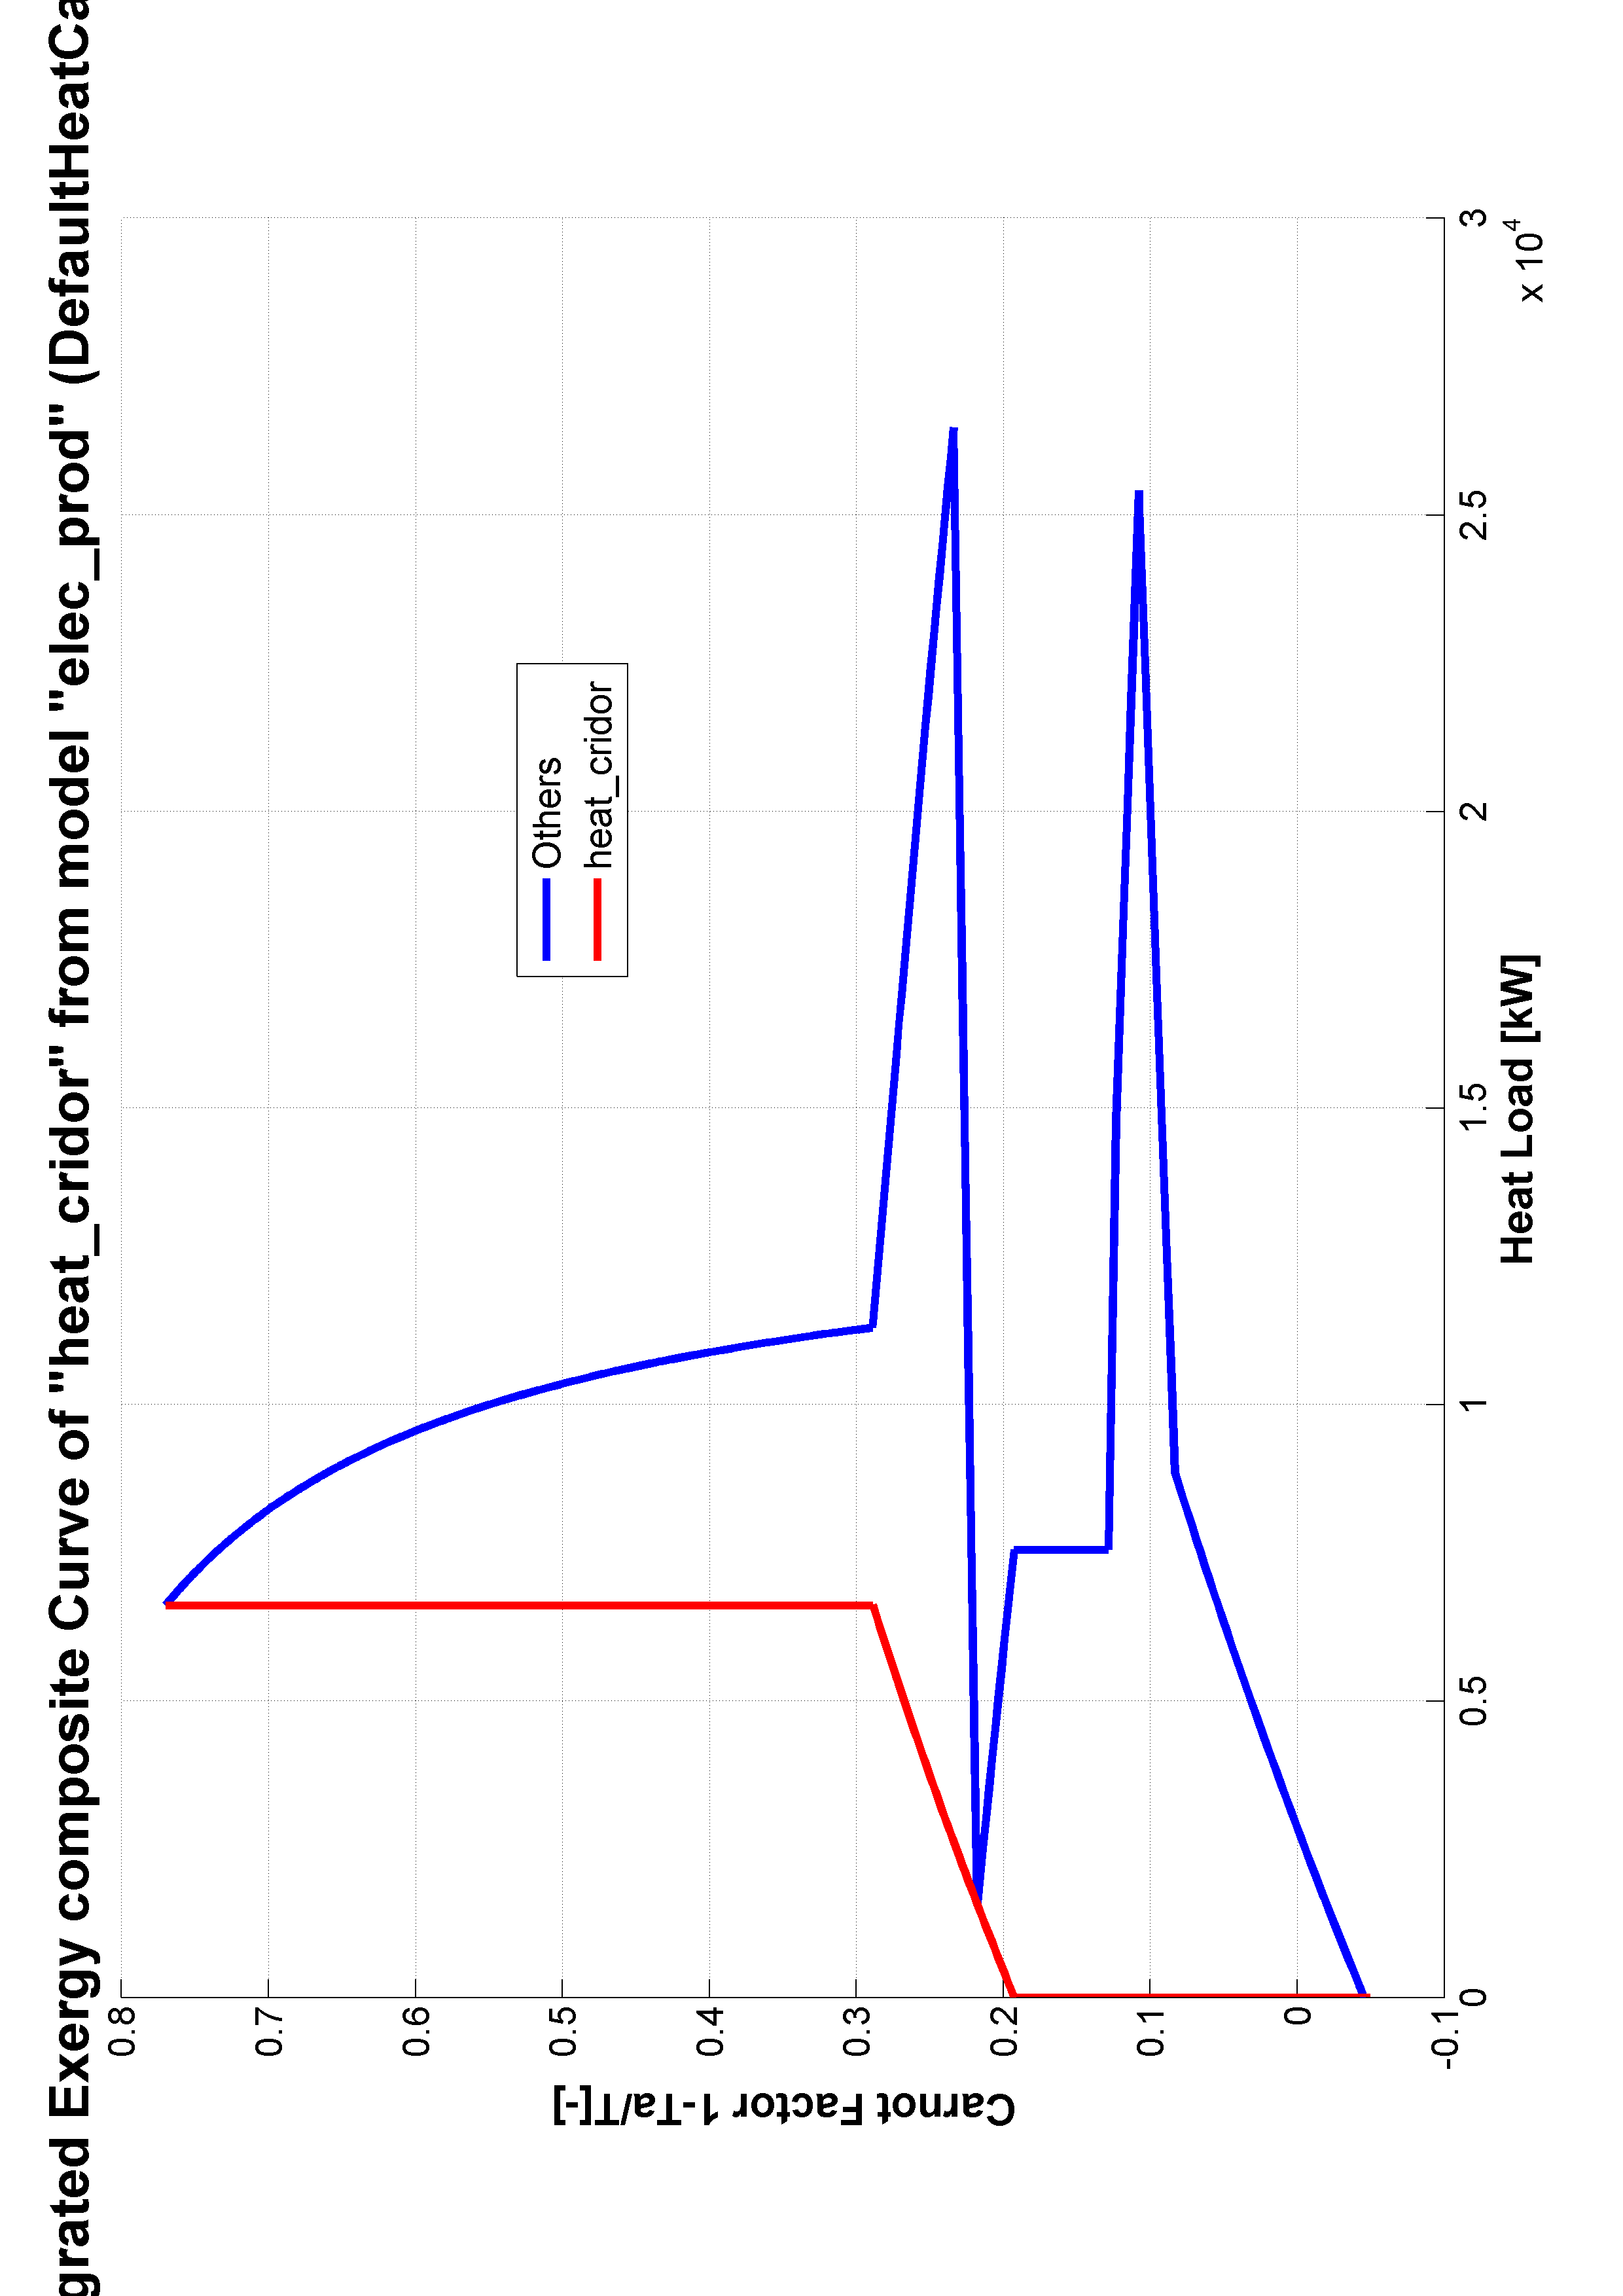 grated Exergy composite Curve of "heat_cridor" from model "elec_prod" (DefaultHeatCa
Others
heat_cridor
0.8
0.7
0.6
0.5
0.4
0.3
0.2
0.1
0
-0.1
Carnot Factor 1-Ta/T[-]
0
0.5
1
1.5
2
2.5
3
x 10^4
Heat Load [kW]